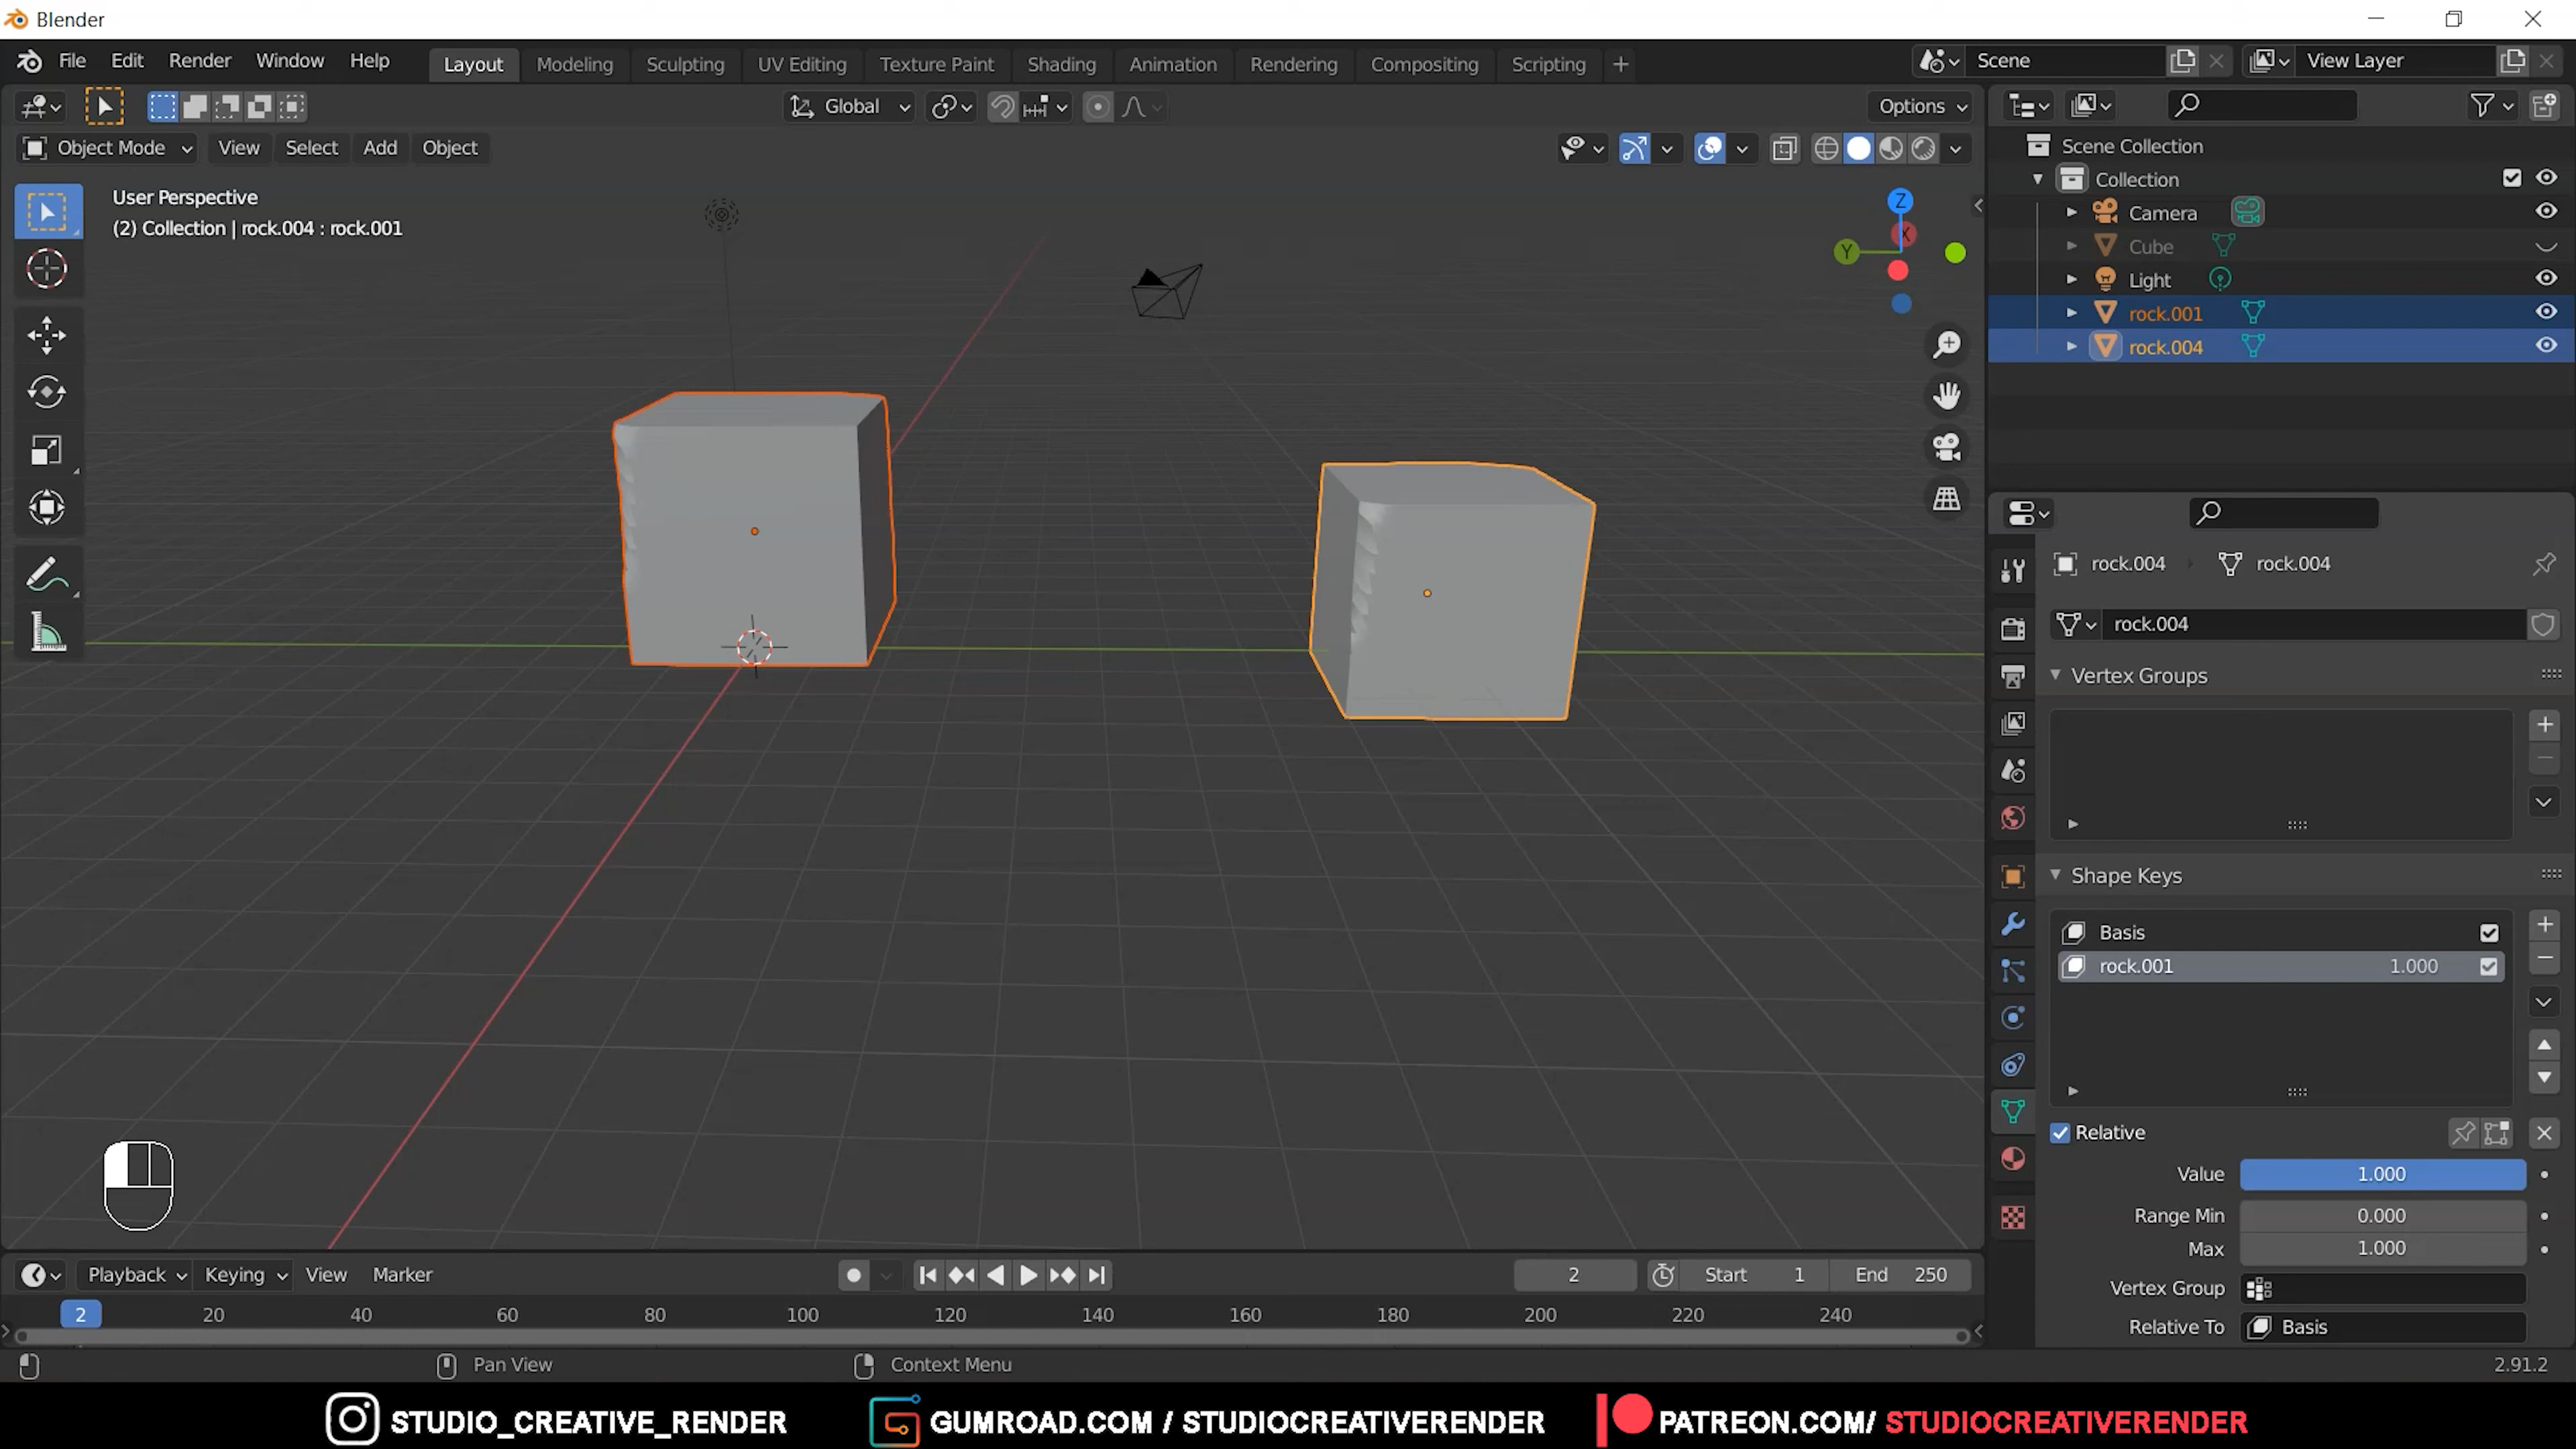 Blender
File Edit Render Window Help Layout Modeling Sculpting UV Editing Texture Paint Shading Animation Rendering Compositing Scripting + Scene View Layer
Global Options
Object Mode View Select Add Object
User Perspective
(2) Collection | rock.004 : rock.001
Z
X
Y
Scene Collection
Collection
Camera
Cube
Light
rock.001
rock.004
rock.004 rock.004
rock.004
Vertex Groups
Shape Keys
Basis
rock.001 1.000
Relative
Value 1.000
Range Min 0.000
Max 1.000
Vertex Group
Relative To Basis
Playback Keying View Marker 2 Start 1 End 250
2 20 40 60 80 100 120 140 160 180 200 220 240
Pan View Context Menu 2.91.2
STUDIO_CREATIVE_RENDER GUMROAD.COM / STUDIOCREATIVERENDER PATREON.COM/ STUDIOCREATIVERENDER